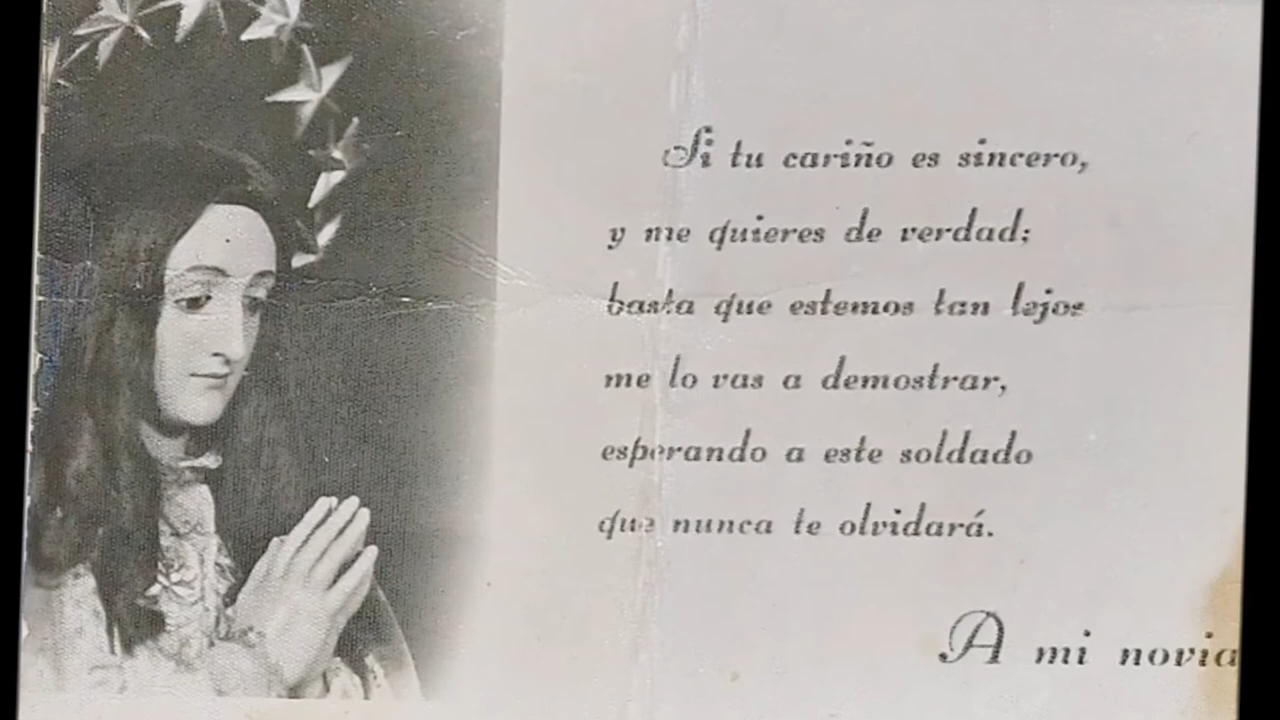 Si tu cariño es sincero,
y me quieres de verdad;
basta que estemos tan lejos
me lo vas a demostrar,
esperando a este soldado
que nunca te olvidará.
A mi novia